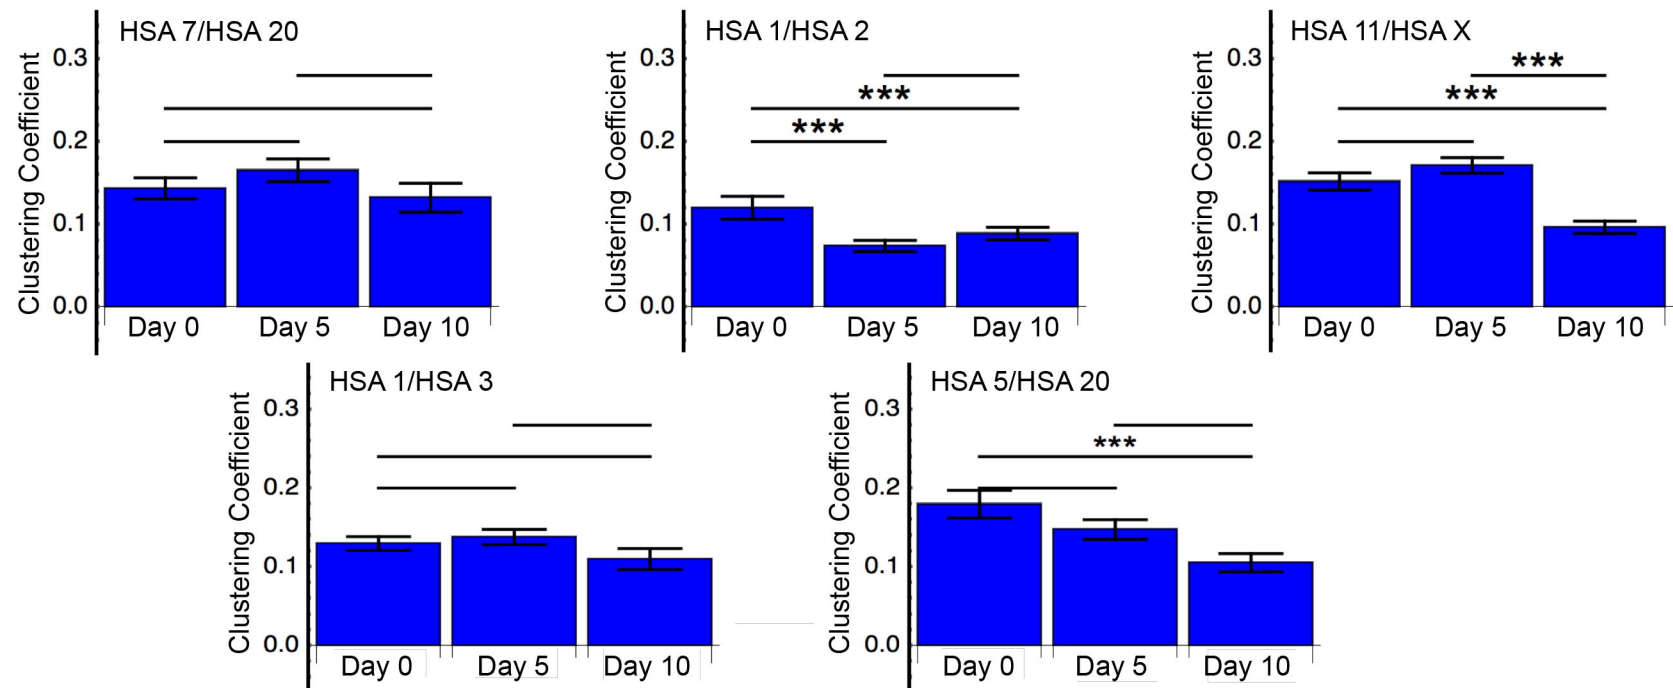 HSA 7/HSA 20
Clustering Coefficient
0.3
0.2
0.1
0.0
Day 0 Day 5 Day 10
HSA 1/HSA 2
Clustering Coefficient
0.3
0.2
0.1
0.0
***
***
Day 0 Day 5 Day 10
HSA 11/HSA X
Clustering Coefficient
0.3
0.2
0.1
0.0
***
***
Day 0 Day 5 Day 10
HSA 1/HSA 3
Clustering Coefficient
0.3
0.2
0.1
0.0
Day 0 Day 5 Day 10
HSA 5/HSA 20
Clustering Coefficient
0.3
0.2
0.1
0.0
***
Day 0 Day 5 Day 10